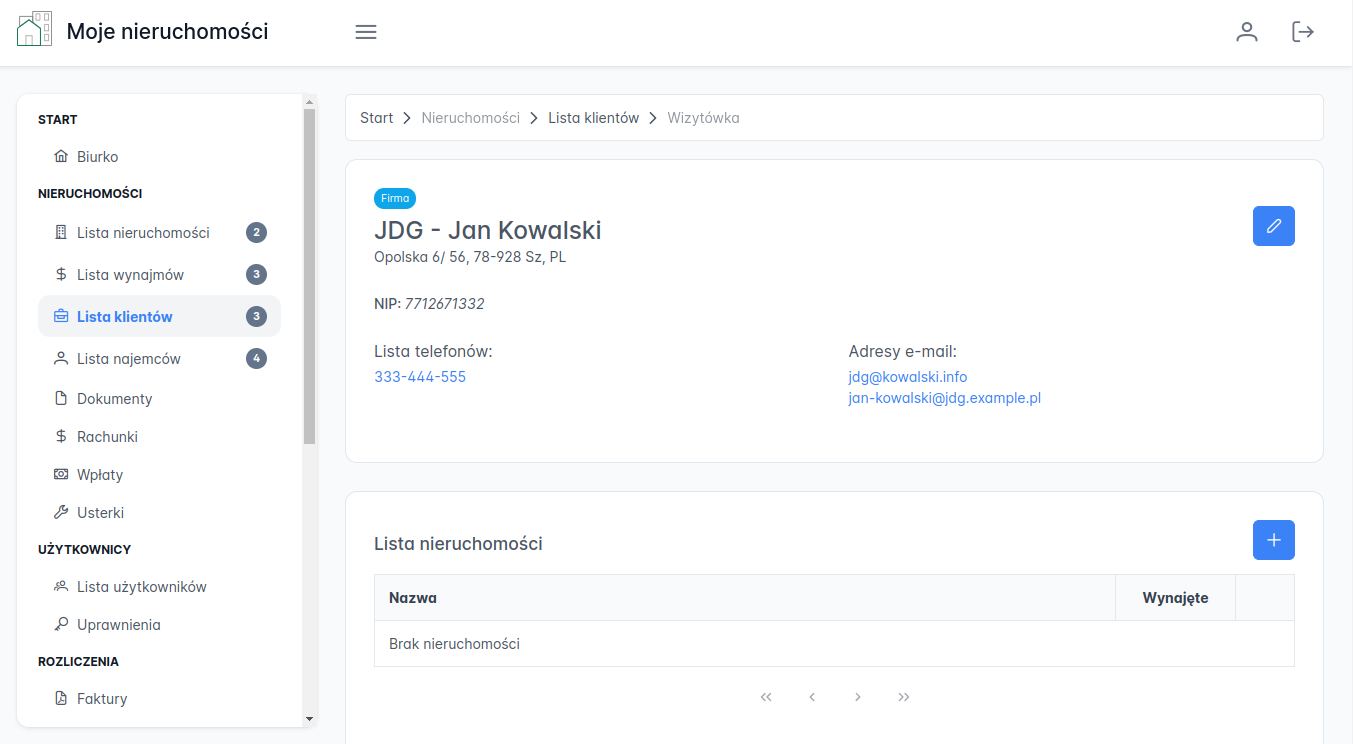 Moje nieruchomości
START
Biurko
NIERUCHOMOŚCI
Lista nieruchomości 2
Lista wynajmów 3
Lista klientów 3
Lista najemców 4
Dokumenty
Rachunki
Wpłaty
Usterki
UŻYTKOWNICY
Lista użytkowników
Uprawnienia
ROZLICZENIA
Faktury
Start > Nieruchomości > Lista klientów > Wizytówka
Firma
JDG - Jan Kowalski
Opolska 6/ 56, 78-928 Sz, PL
NIP: 7712671332
Lista telefonów:
333-444-555
Adresy e-mail:
jdg@kowalski.info
jan-kowalski@jdg.example.pl
Lista nieruchomości
Nazwa Wynajęte
Brak nieruchomości